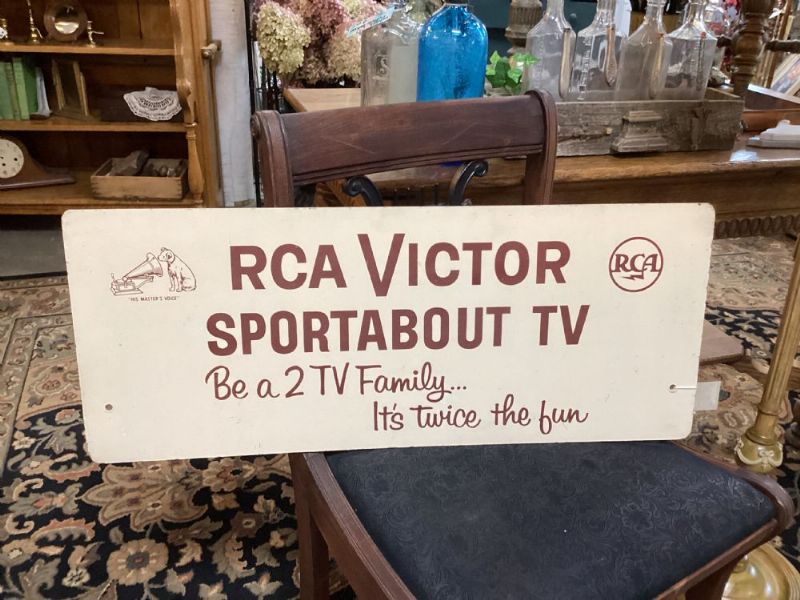 RCA VICTOR
RCA
"HIS MASTER'S VOICE"
SPORTABOUT TV
Be a 2 TV Family...
It's twice the fun